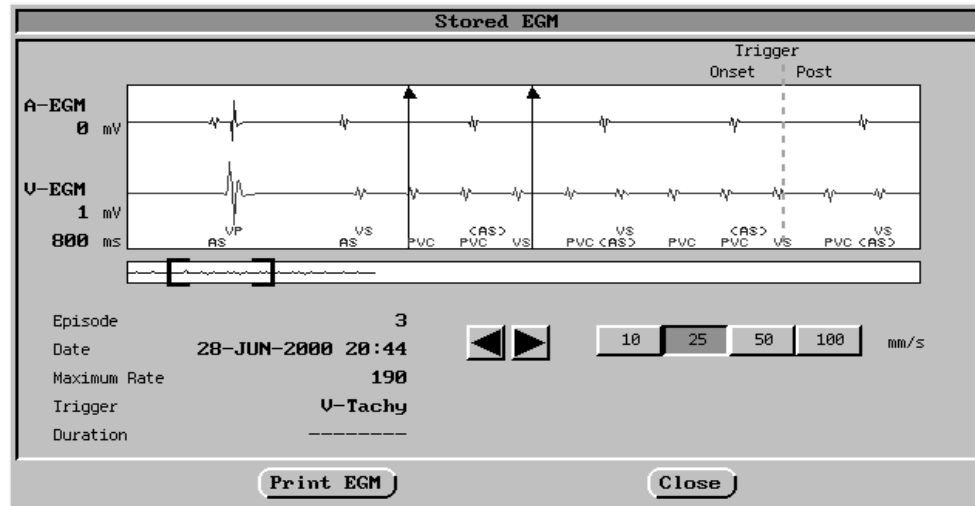 Stored EGM
Trigger
Onset Post
A-EGM
0 mV
V-EGM
1 mV
800 ms
VP VS (AS) VS (AS) VS
AS AS PVC PVC VS PVC (AS) PVC PVC VS PVC (AS)
Episode 3
Date 28-JUN-2000 20:44
Maximum Rate 190
Trigger V-Tachy
Duration --------
10 25 50 100 mm/s
Print EGM Close